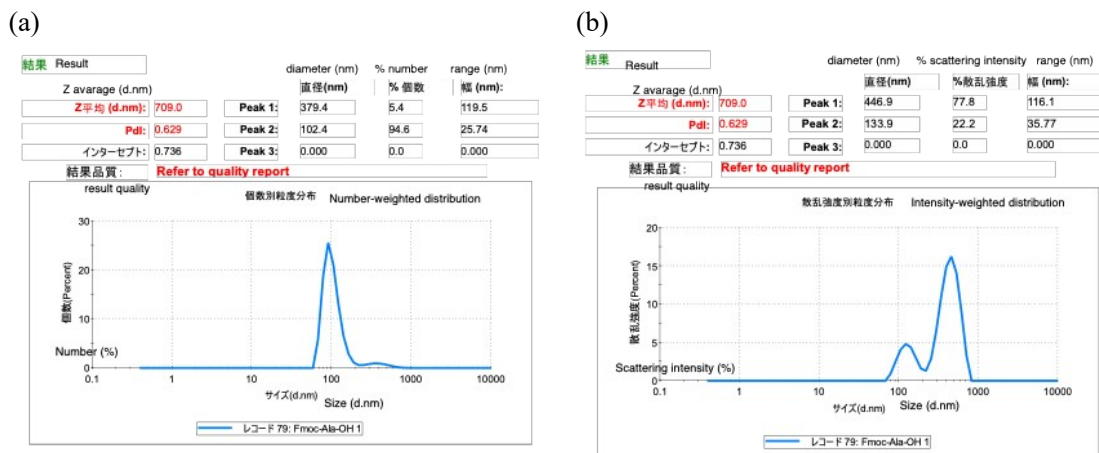 (a)
結果 Result
diameter (nm) % number range (nm)
直径(nm) % 個数 幅 (nm)
Z avarage (d.nm)
Z平均 (d.nm): 709.0 Peak 1: 379.4 5.4 119.5
PdI: 0.629 Peak 2: 102.4 94.6 25.74
インターセプト: 0.736 Peak 3: 0.000 0.0 0.000
結果品質: Refer to quality report
result quality
個数別粒度分布 Number-weighted distribution
個数(Percent)
30
20
10
0
Number (%)
0.1 1 10 100 1000 10000
サイズ(d.nm) Size (d.nm)
レコード 79: Fmoc-Ala-OH 1
(b)
結果 Result
diameter (nm) % scattering intensity range (nm)
直径(nm) %散乱強度 幅 (nm)
Z avarage (d.nm)
Z平均 (d.nm): 709.0 Peak 1: 446.9 77.8 116.1
PdI: 0.629 Peak 2: 133.9 22.2 35.77
インターセプト: 0.736 Peak 3: 0.000 0.0 0.000
結果品質: Refer to quality report
result quality
散乱強度別粒度分布 Intensity-weighted distribution
散乱強度(Percent)
20
15
10
5
0
Scattering intensity (%)
0.1 1 10 100 1000 10000
サイズ(d.nm) Size (d.nm)
レコード 79: Fmoc-Ala-OH 1